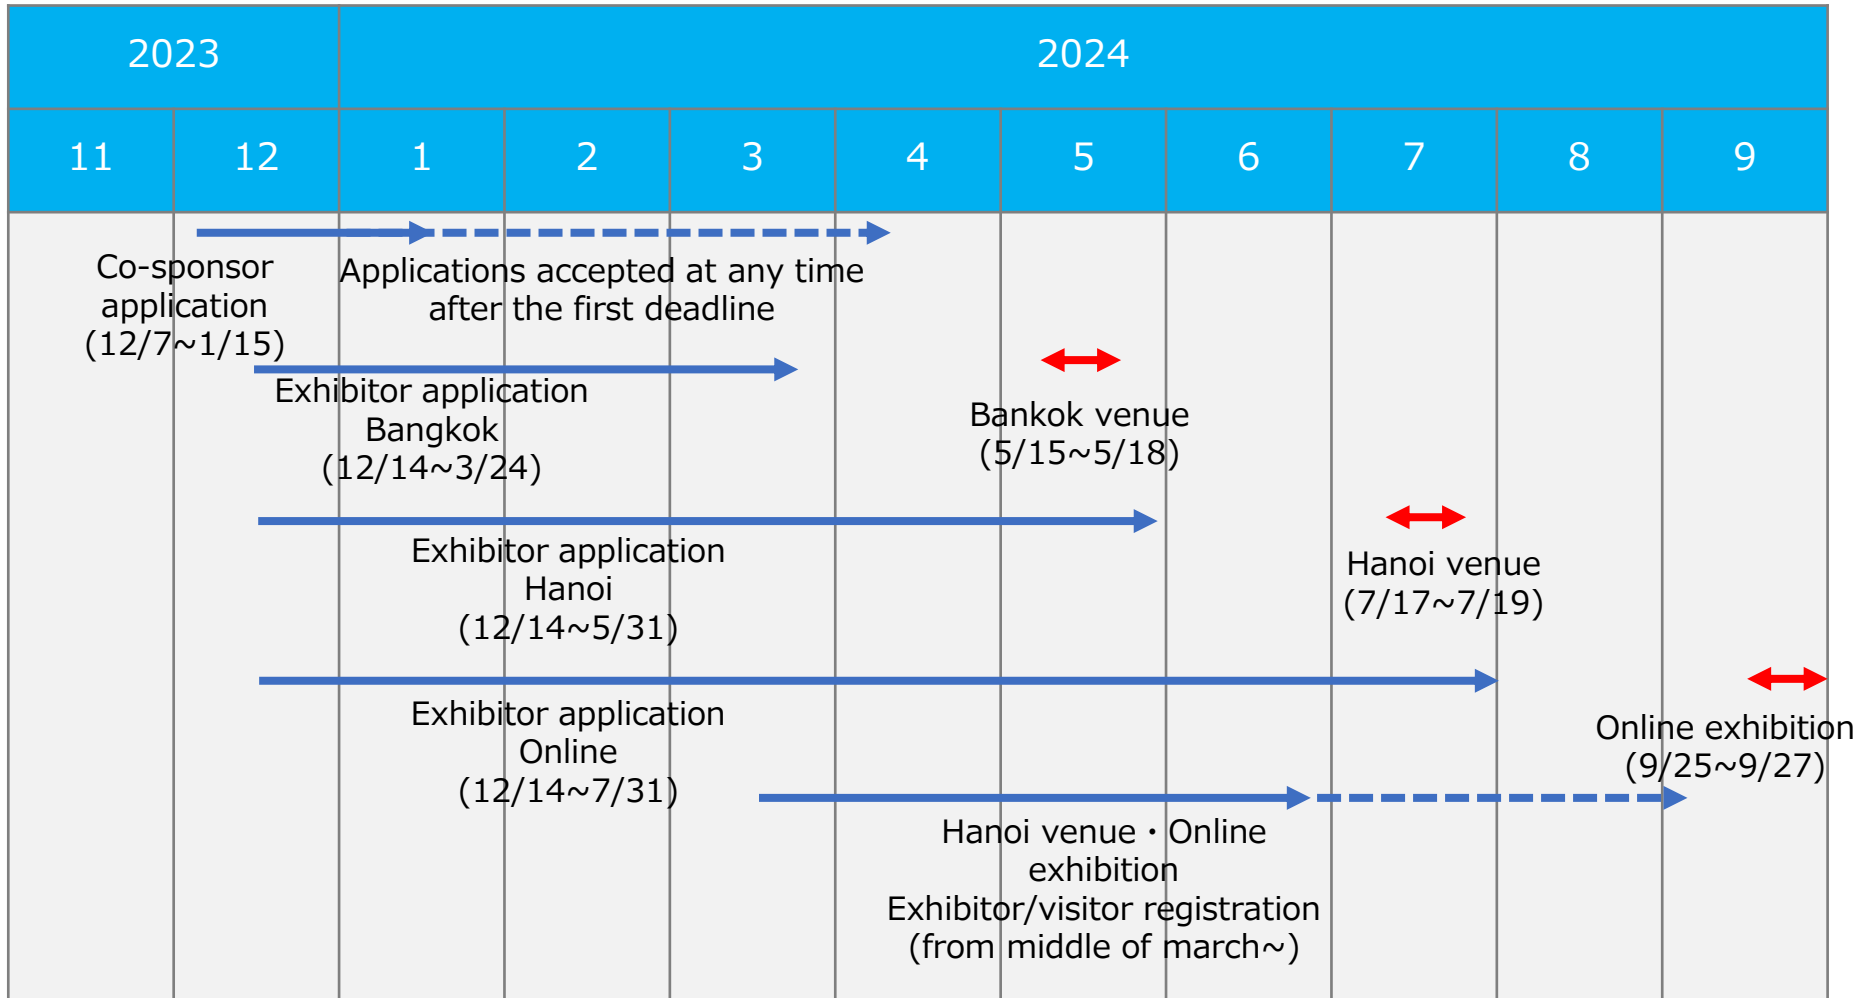 2023
2024
11
12
1
2
3
4
5
6
7
8
9
Co-sponsor
application
(12/7~1/15)
Applications accepted at any time
after the first deadline
Exhibitor application
Bangkok
(12/14~3/24)
Bankok venue
(5/15~5/18)
Exhibitor application
Hanoi
(12/14~5/31)
Hanoi venue
(7/17~7/19)
Exhibitor application
Online
(12/14~7/31)
Online exhibition
(9/25~9/27)
Hanoi venue・Online
exhibition
Exhibitor/visitor registration
(from middle of march~)